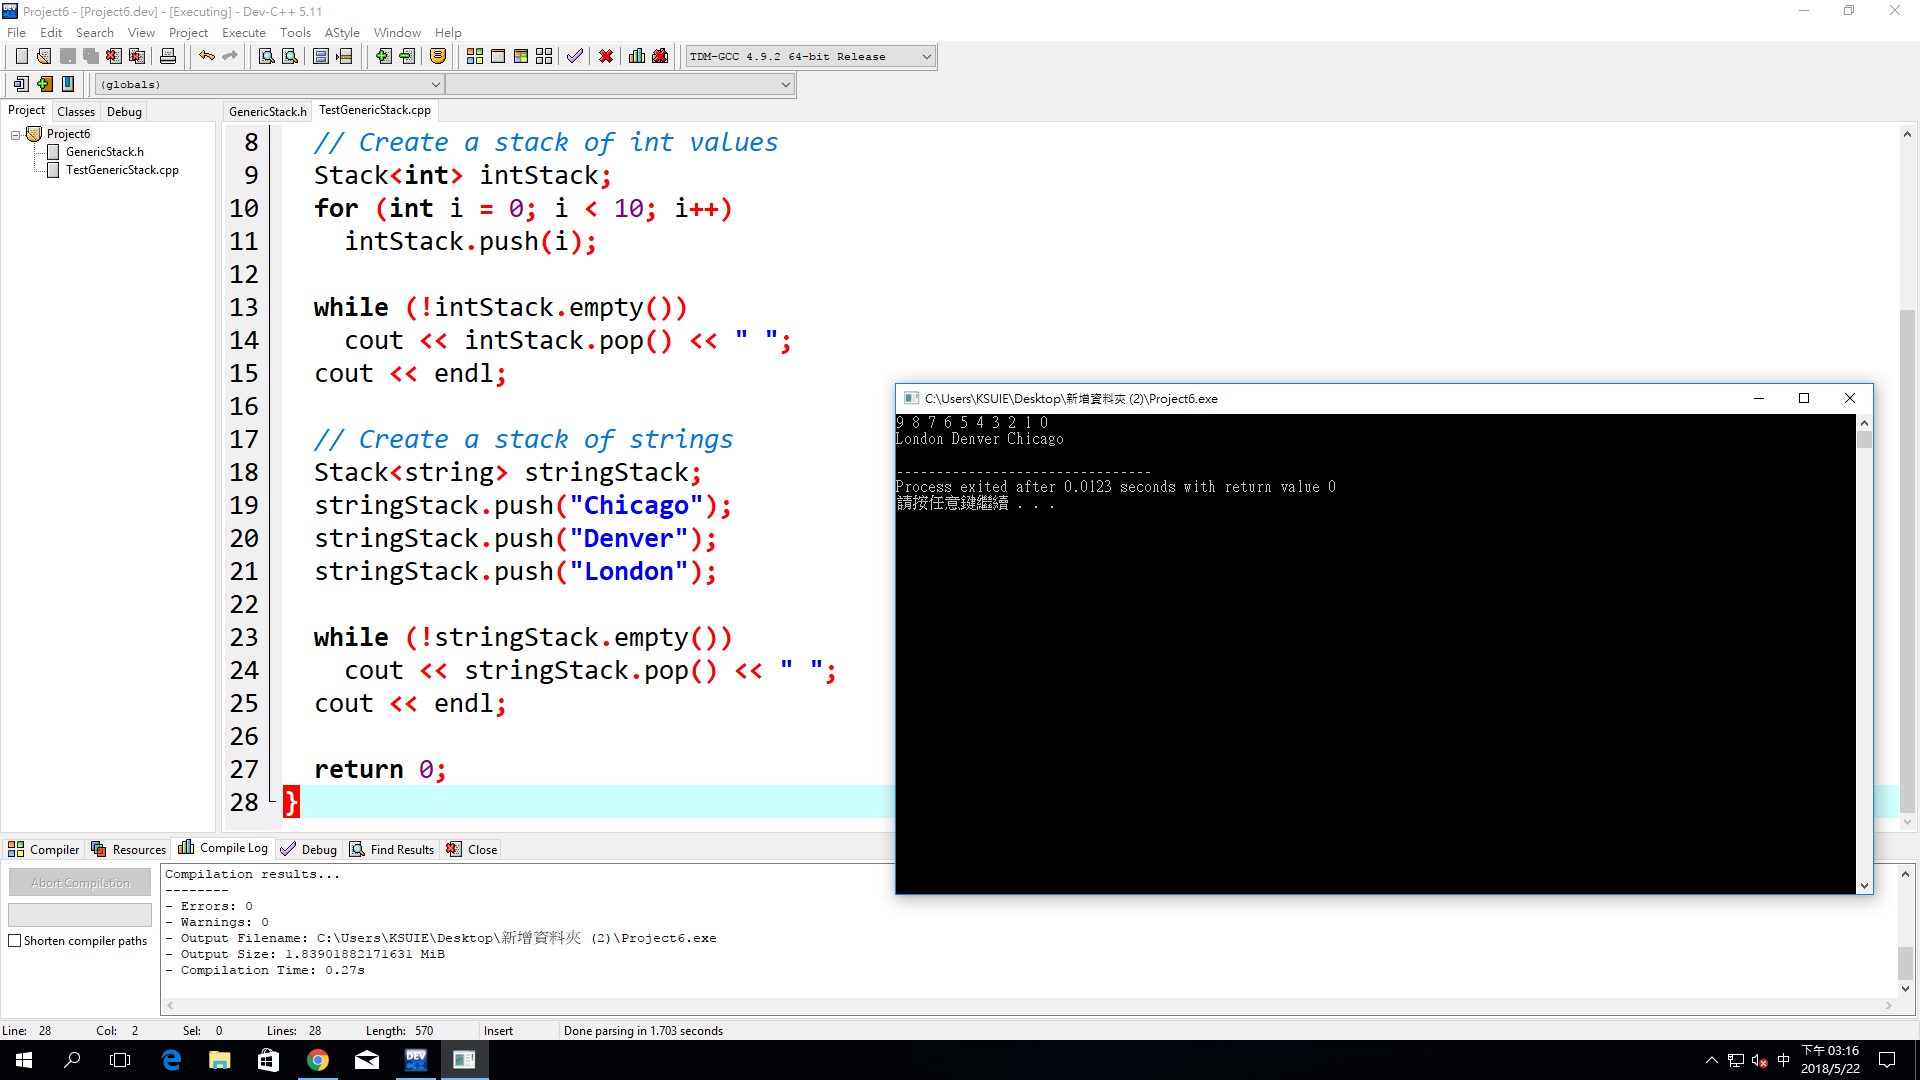 Project6 - [Project6.dev] - [Executing] - Dev-C++ 5.11
File Edit Search View Project Execute Tools AStyle Window Help
TDM-GCC 4.9.2 64-bit Release
(globals)
Project Classes Debug
GenericStack.h TestGenericStack.cpp
Project6
GenericStack.h
TestGenericStack.cpp
8 // Create a stack of int values
9 Stack<int> intStack;
10 for (int i = 0; i < 10; i++)
11 intStack.push(i);
12
13 while (!intStack.empty())
14 cout << intStack.pop() << " ";
15 cout << endl;
16
17 // Create a stack of strings
18 Stack<string> stringStack;
19 stringStack.push("Chicago");
20 stringStack.push("Denver");
21 stringStack.push("London");
22
23 while (!stringStack.empty())
24 cout << stringStack.pop() << " ";
25 cout << endl;
26
27 return 0;
28 }
C:\Users\KSUIE\Desktop\新增資料夾 (2)\Project6.exe
9 8 7 6 5 4 3 2 1 0
London Denver Chicago
--------------------------------
Process exited after 0.0123 seconds with return value 0
請按任意鍵繼續 . . .
Compiler Resources Compile Log Debug Find Results Close
Abort Compilation
Shorten compiler paths
Compilation results...
--------
- Errors: 0
- Warnings: 0
- Output Filename: C:\Users\KSUIE\Desktop\新增資料夾 (2)\Project6.exe
- Output Size: 1.83901882171631 MiB
- Compilation Time: 0.27s
Line: 28 Col: 2 Sel: 0 Lines: 28 Length: 570 Insert Done parsing in 1.703 seconds
DEV C++
中
下午 03:16
2018/5/22